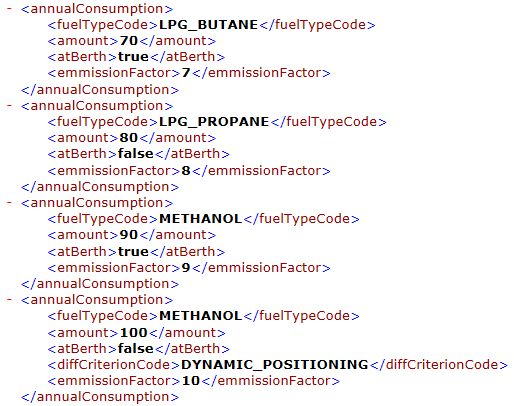 - <annualConsumption>
<fuelTypeCode>LPG_BUTANE</fuelTypeCode>
<amount>70</amount>
<atBerth>true</atBerth>
<emmissionFactor>7</emmissionFactor>
</annualConsumption>
- <annualConsumption>
<fuelTypeCode>LPG_PROPANE</fuelTypeCode>
<amount>80</amount>
<atBerth>false</atBerth>
<emmissionFactor>8</emmissionFactor>
</annualConsumption>
- <annualConsumption>
<fuelTypeCode>METHANOL</fuelTypeCode>
<amount>90</amount>
<atBerth>true</atBerth>
<emmissionFactor>9</emmissionFactor>
</annualConsumption>
- <annualConsumption>
<fuelTypeCode>METHANOL</fuelTypeCode>
<amount>100</amount>
<atBerth>false</atBerth>
<diffCriterionCode>DYNAMIC_POSITIONING</diffCriterionCode>
<emmissionFactor>10</emmissionFactor>
</annualConsumption>